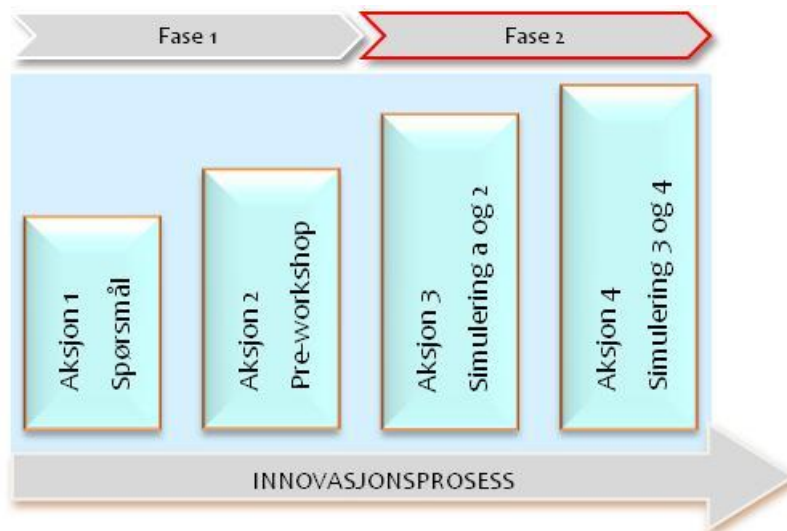 Fase 1
Fase 2
Aksjon 1
Spørsmål
Aksjon 2
Pre-workshop
Aksjon 3
Simulering a og 2
Aksjon 4
Simulering 3 og 4
INNOVASJONSPROSESS